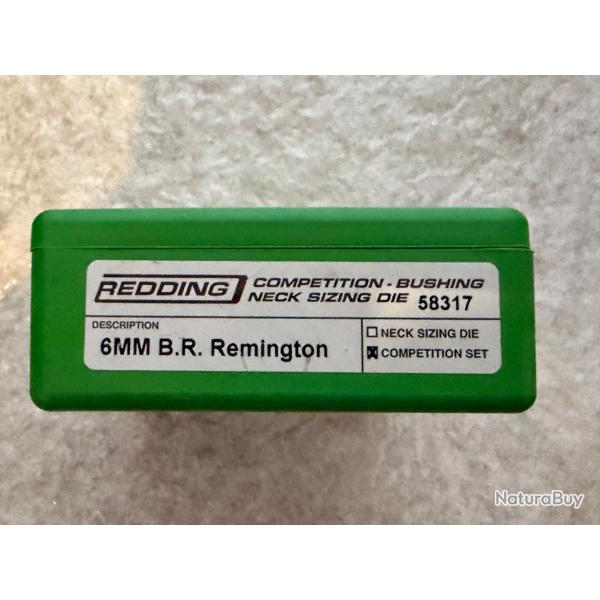 REDDING
COMPETITION - BUSHING
NECK SIZING DIE 58317
DESCRIPTION
6MM B.R. Remington
NECK SIZING DIE
COMPETITION SET
NaturaBuy